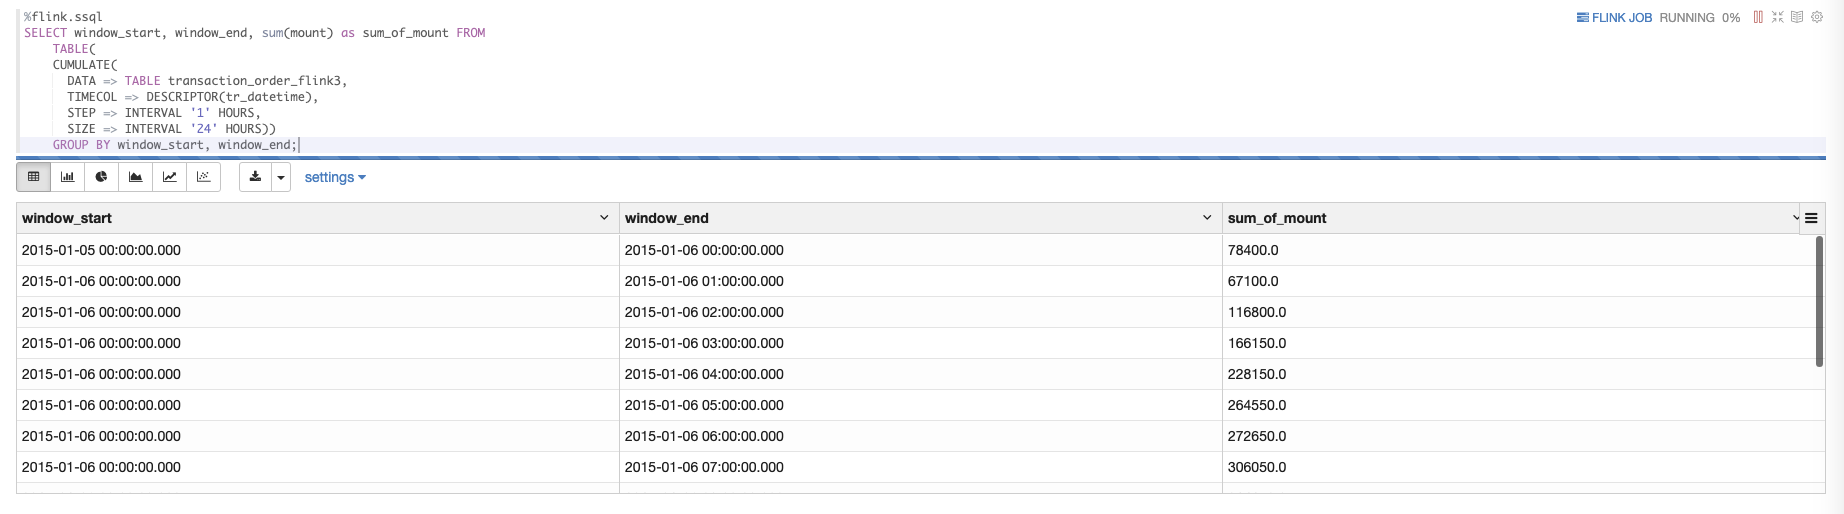 %flink.ssql
FLINK JOB RUNNING 0%
SELECT window_start, window_end, sum(mount) as sum_of_mount FROM
TABLE(
CUMULATE(
DATA => TABLE transaction_order_flink3,
TIMECOL => DESCRIPTOR(tr_datetime),
STEP => INTERVAL '1' HOURS,
SIZE => INTERVAL '24' HOURS))
GROUP BY window_start, window_end;
settings
window_start window_end sum_of_mount
2015-01-05 00:00:00.000 2015-01-06 00:00:00.000 78400.0
2015-01-06 00:00:00.000 2015-01-06 01:00:00.000 67100.0
2015-01-06 00:00:00.000 2015-01-06 02:00:00.000 116800.0
2015-01-06 00:00:00.000 2015-01-06 03:00:00.000 166150.0
2015-01-06 00:00:00.000 2015-01-06 04:00:00.000 228150.0
2015-01-06 00:00:00.000 2015-01-06 05:00:00.000 264550.0
2015-01-06 00:00:00.000 2015-01-06 06:00:00.000 272650.0
2015-01-06 00:00:00.000 2015-01-06 07:00:00.000 306050.0